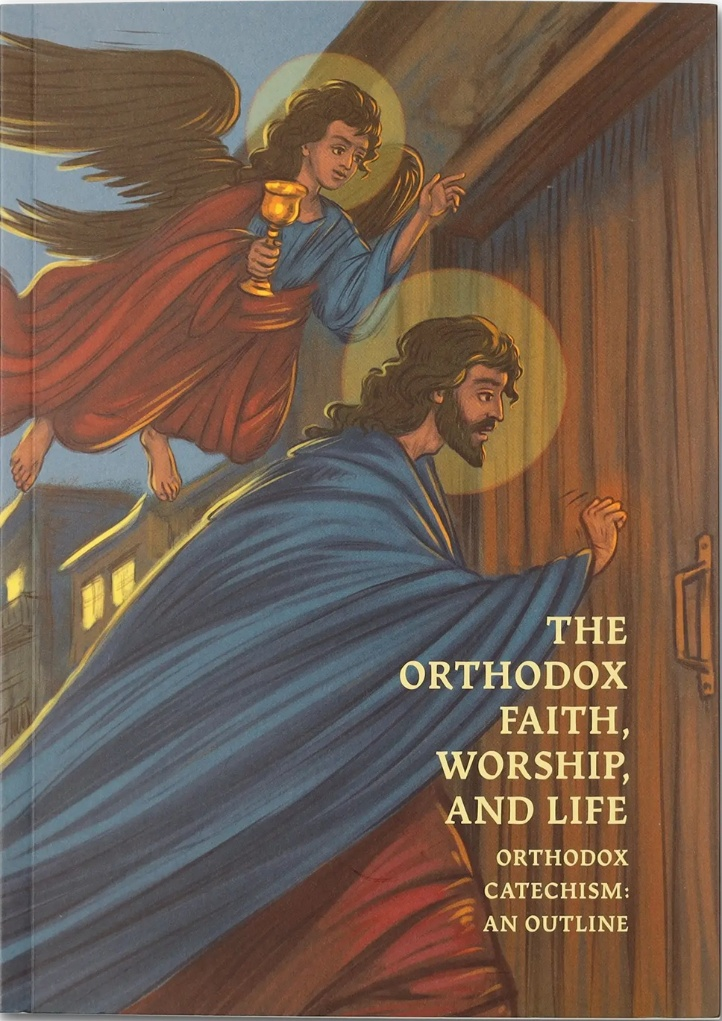 THE
ORTHODOX
FAITH,
WORSHIP,
AND LIFE
ORTHODOX
CATECHISM:
AN OUTLINE